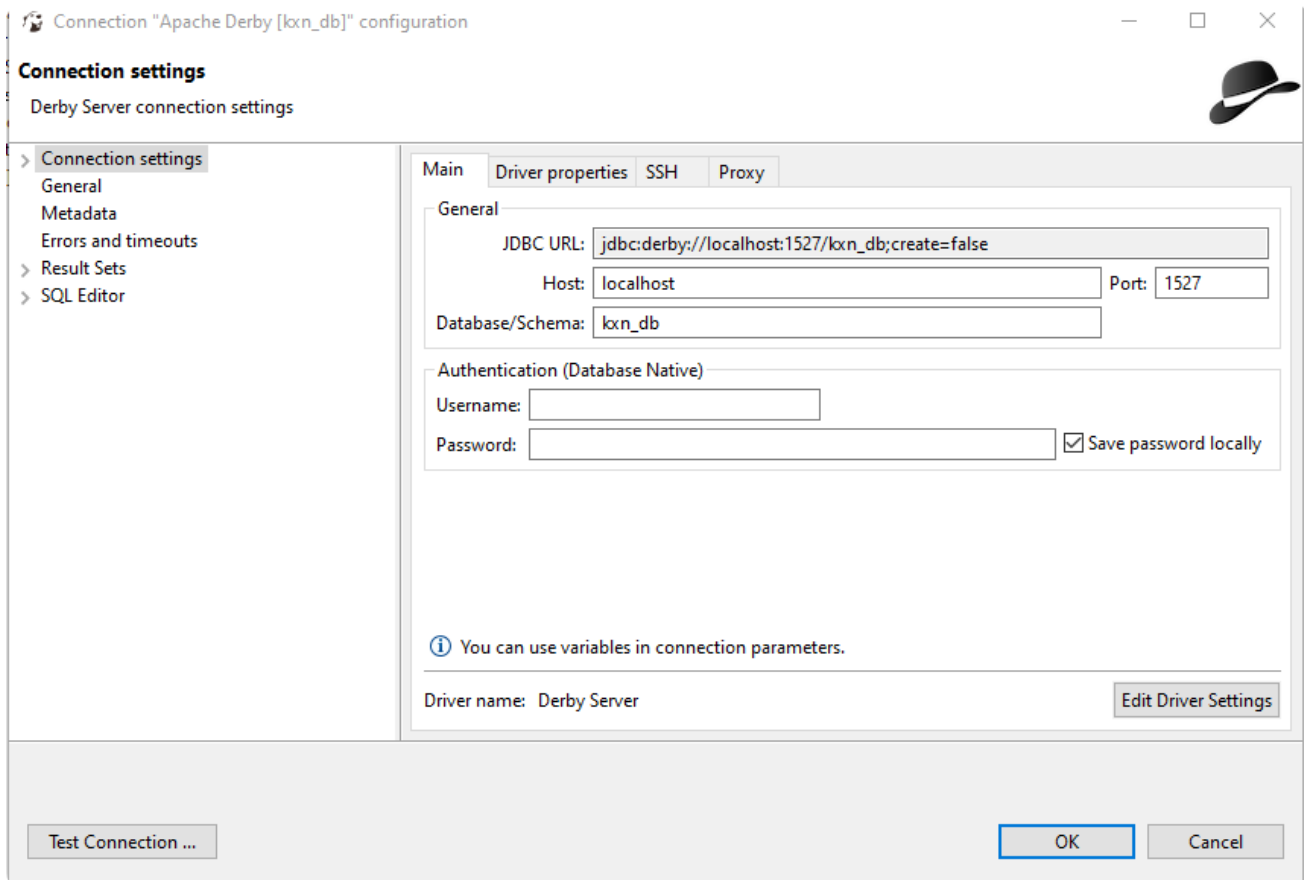 Connection "Apache Derby [kxn_db]" configuration
Connection settings
Derby Server connection settings
Connection settings
General
Metadata
Errors and timeouts
Result Sets
SQL Editor
Main Driver properties SSH Proxy
General
JDBC URL: jdbc:derby://localhost:1527/kxn_db;create=false
Host: localhost Port: 1527
Database/Schema: kxn_db
Authentication (Database Native)
Username:
Password: Save password locally
You can use variables in connection parameters.
Driver name: Derby Server Edit Driver Settings
Test Connection ... OK Cancel